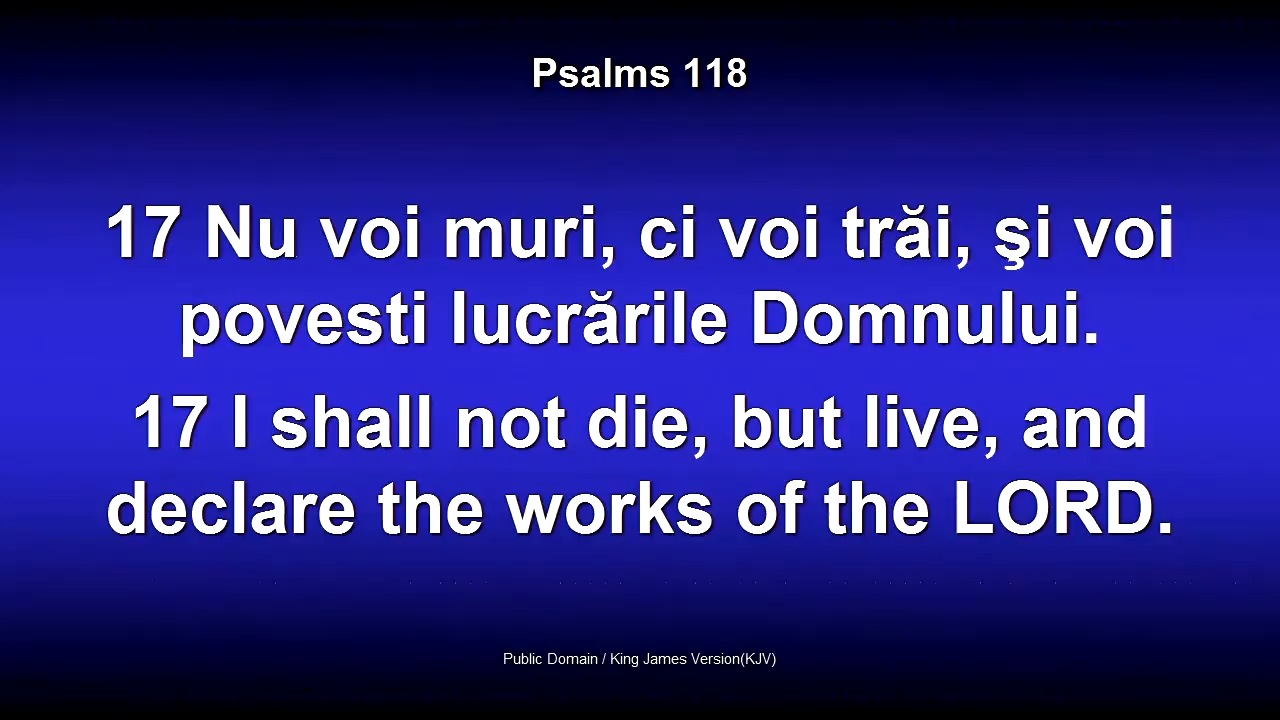 Psalms 118
17 Nu voi muri, ci voi trăi, şi voi
povesti lucrările Domnului.
17 I shall not die, but live, and
declare the works of the LORD.
Public Domain / King James Version(KJV)